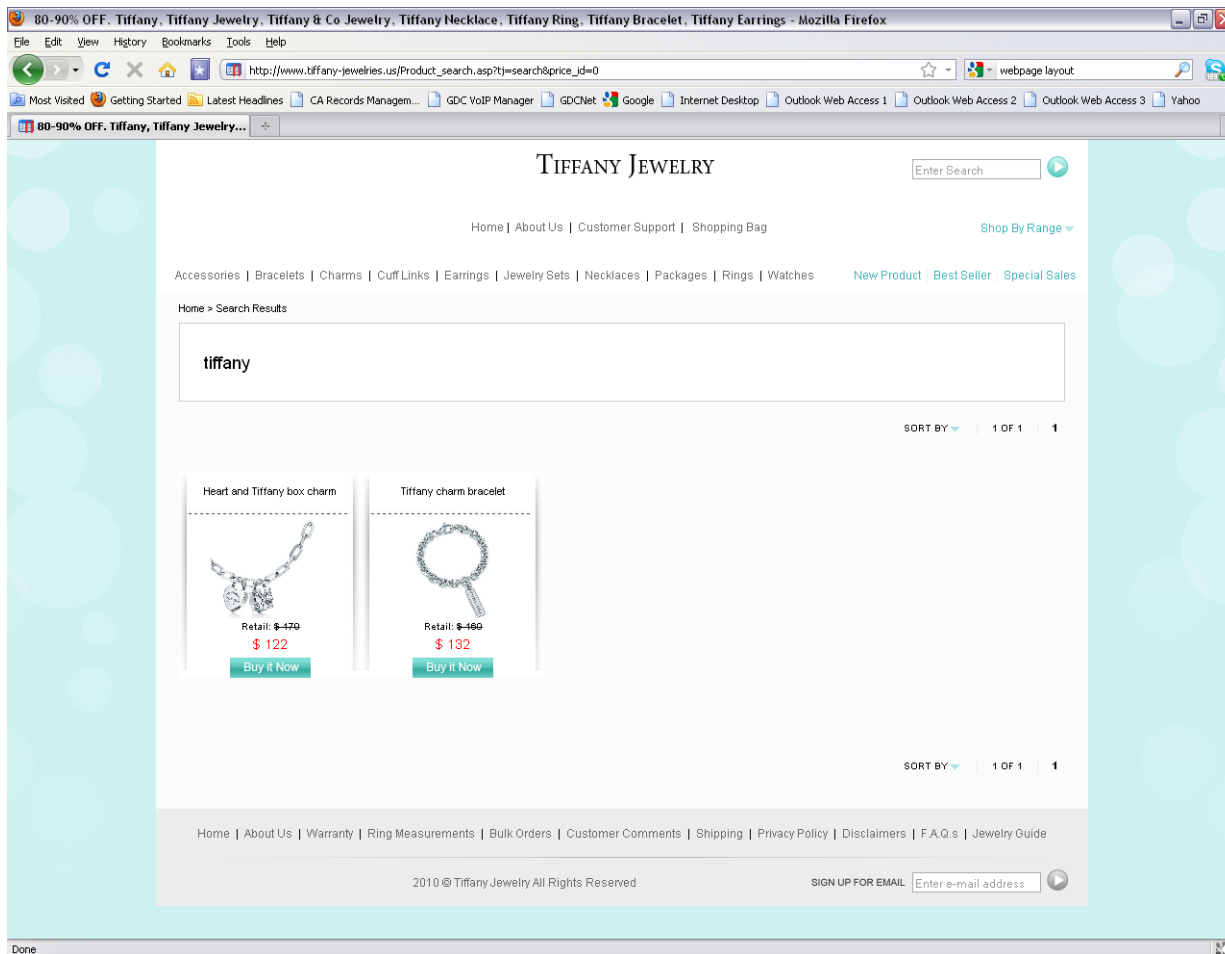 80-90% OFF. Tiffany, Tiffany Jewelry, Tiffany & Co Jewelry, Tiffany Necklace, Tiffany Ring, Tiffany Bracelet, Tiffany Earrings - Mozilla Firefox
File Edit View History Bookmarks Tools Help
http://www.tiffany-jewelries.us/Product_search.asp?tj=search&price_id=0 webpage layout
Most Visited Getting Started Latest Headlines CA Records Managem... GDC VoIP Manager GDCNet Google Internet Desktop Outlook Web Access 1 Outlook Web Access 2 Outlook Web Access 3 Yahoo
80-90% OFF. Tiffany, Tiffany Jewelry...
TIFFANY JEWELRY
Enter Search
Home | About Us | Customer Support | Shopping Bag
Shop By Range
Accessories | Bracelets | Charms | Cuff Links | Earrings | Jewelry Sets | Necklaces | Packages | Rings | Watches
New Product | Best Seller | Special Sales
Home > Search Results
tiffany
SORT BY 1 OF 1 1
Heart and Tiffany box charm
Retail: $ 470
$ 122
Buy it Now
Tiffany charm bracelet
Retail: $ 460
$ 132
Buy it Now
SORT BY 1 OF 1 1
Home | About Us | Warranty | Ring Measurements | Bulk Orders | Customer Comments | Shipping | Privacy Policy | Disclaimers | F.A.Q.s | Jewelry Guide
2010 © Tiffany Jewelry All Rights Reserved
SIGN UP FOR EMAIL Enter e-mail address
Done